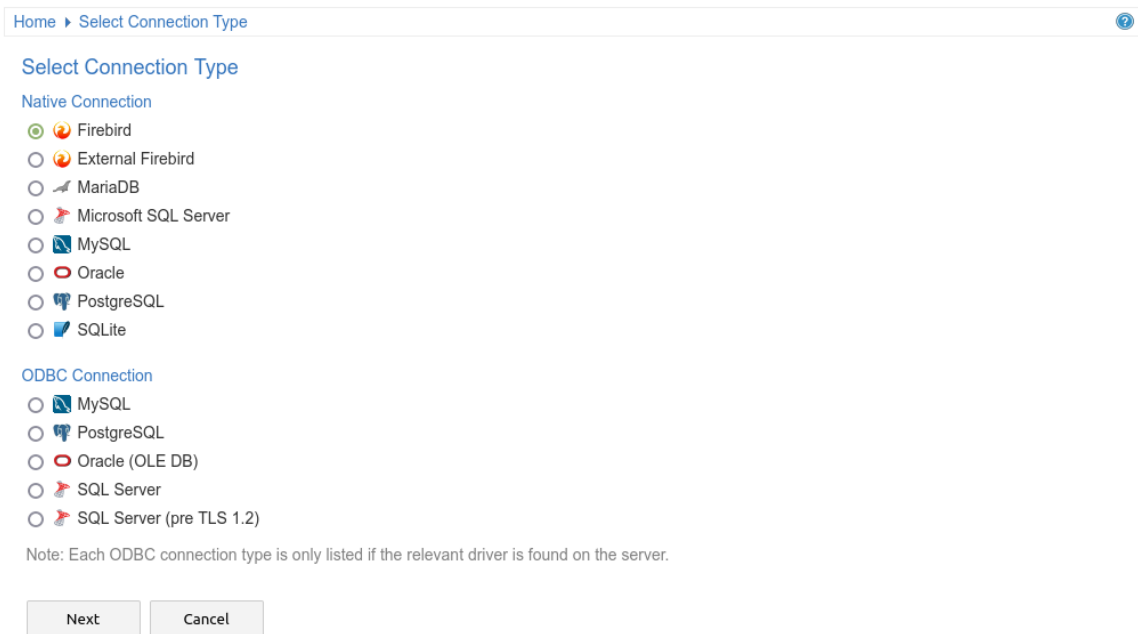 Home Select Connection Type
Select Connection Type
Native Connection
Firebird
External Firebird
MariaDB
Microsoft SQL Server
MySQL
Oracle
PostgreSQL
SQLite
ODBC Connection
MySQL
PostgreSQL
Oracle (OLE DB)
SQL Server
SQL Server (pre TLS 1.2)
Note: Each ODBC connection type is only listed if the relevant driver is found on the server.
Next Cancel